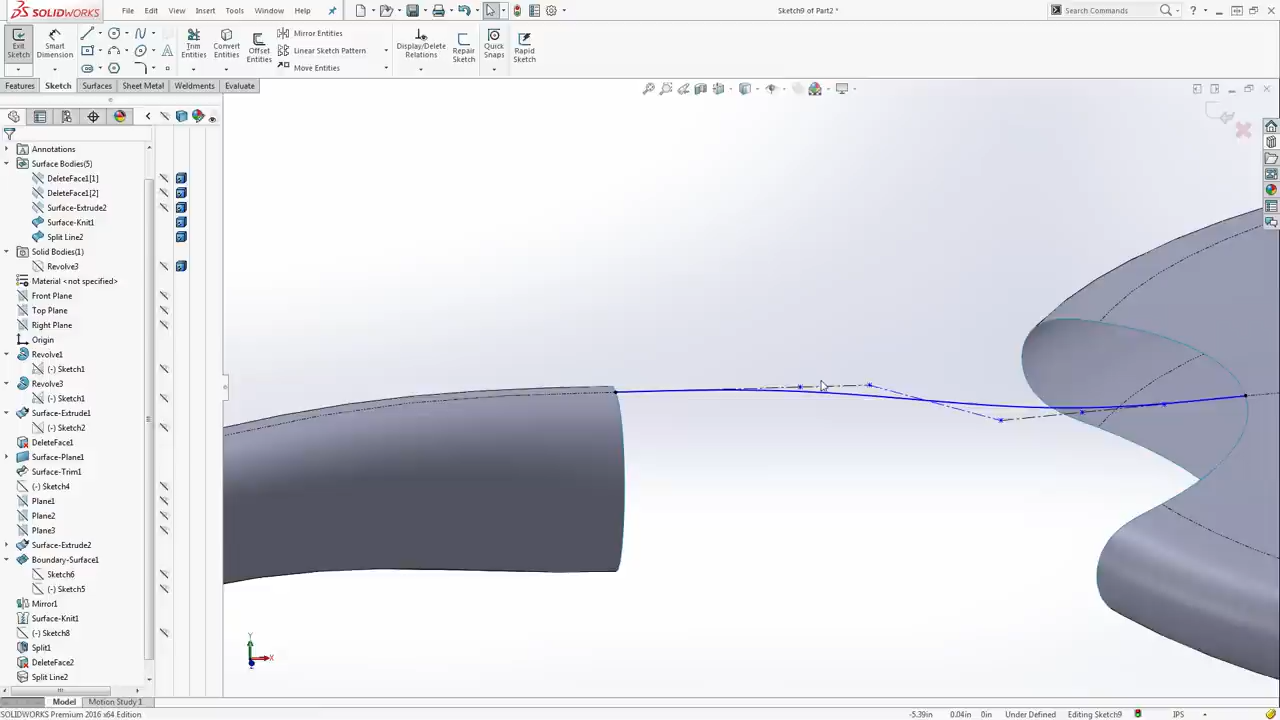 SOLIDWORKS File Edit View Insert Tools Window Help Sketch9 of Part2 * Search Commands
Exit Sketch
Smart Dimension
Trim Entities
Convert Entities
Offset Entities
Mirror Entities
Linear Sketch Pattern
Move Entities
Display/Delete Relations
Repair Sketch
Quick Snaps
Rapid Sketch
Features Sketch Surfaces Sheet Metal Weldments Evaluate
Annotations
Surface Bodies(5)
DeleteFace1[1]
DeleteFace1[2]
Surface-Extrude2
Surface-Knit1
Split Line2
Solid Bodies(1)
Revolve3
Material <not specified>
Front Plane
Top Plane
Right Plane
Origin
Revolve1
(-) Sketch1
Revolve3
(-) Sketch1
Surface-Extrude1
(-) Sketch2
DeleteFace1
Surface-Plane1
Surface-Trim1
(-) Sketch4
Plane1
Plane2
Plane3
Surface-Extrude2
Boundary-Surface1
Sketch6
(-) Sketch5
Mirror1
Surface-Knit1
(-) Sketch8
Split1
DeleteFace2
Split Line2
Y
X
Model Motion Study 1
SOLIDWORKS Premium 2016 x64 Edition -5.39in 0.04in 0in Under Defined Editing Sketch9 IPS